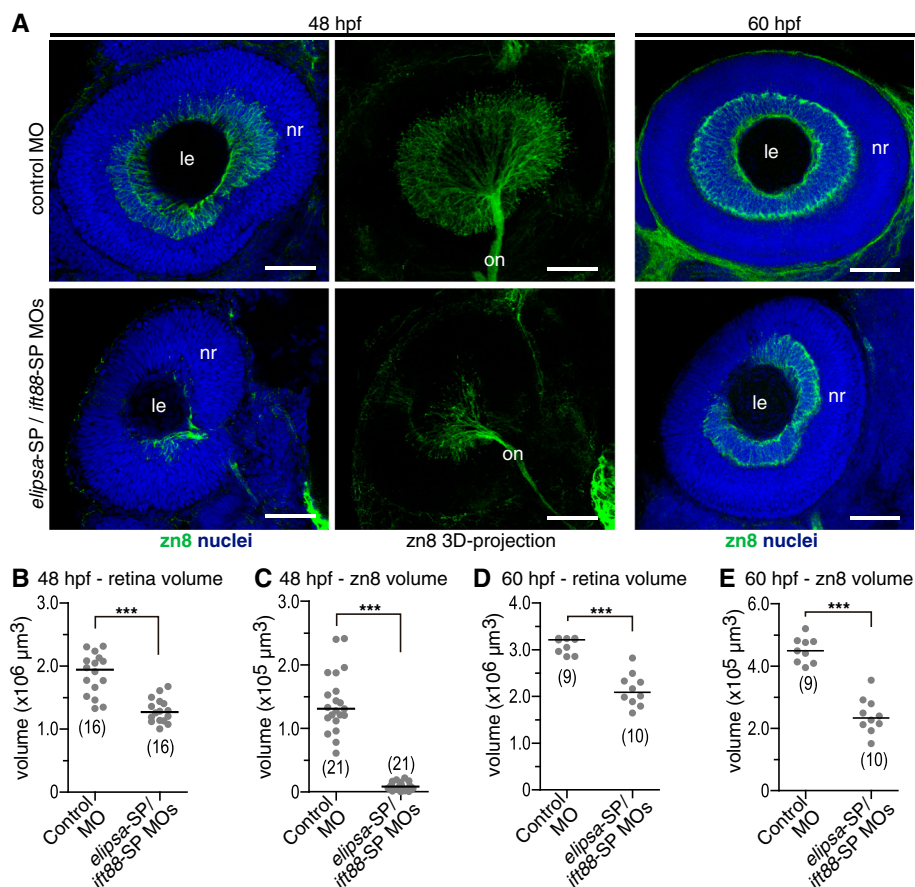 A
48 hpf
60 hpf
control MO
le
nr
on
le
nr
elipsa-SP / ift88-SP MOs
nr
le
on
le
nr
zn8 nuclei
zn8 3D-projection
zn8 nuclei
B 48 hpf - retina volume
volume (x10⁶ µm³)
3.0
2.0
1.0
0
***
(16)
(16)
Control MO
elipsa-SP/
ift88-SP MOs
C 48 hpf - zn8 volume
volume (x10⁵ µm³)
3.0
2.0
1.0
0
***
(21)
(21)
Control MO
elipsa-SP/
ift88-SP MOs
D 60 hpf - retina volume
volume (x10⁶ µm³)
4.0
3.0
2.0
1.0
0
***
(9)
(10)
Control MO
elipsa-SP/
ift88-SP MOs
E 60 hpf - zn8 volume
volume (x10⁵ µm³)
6.0
4.0
2.0
0
***
(9)
(10)
Control MO
elipsa-SP/
ift88-SP MOs